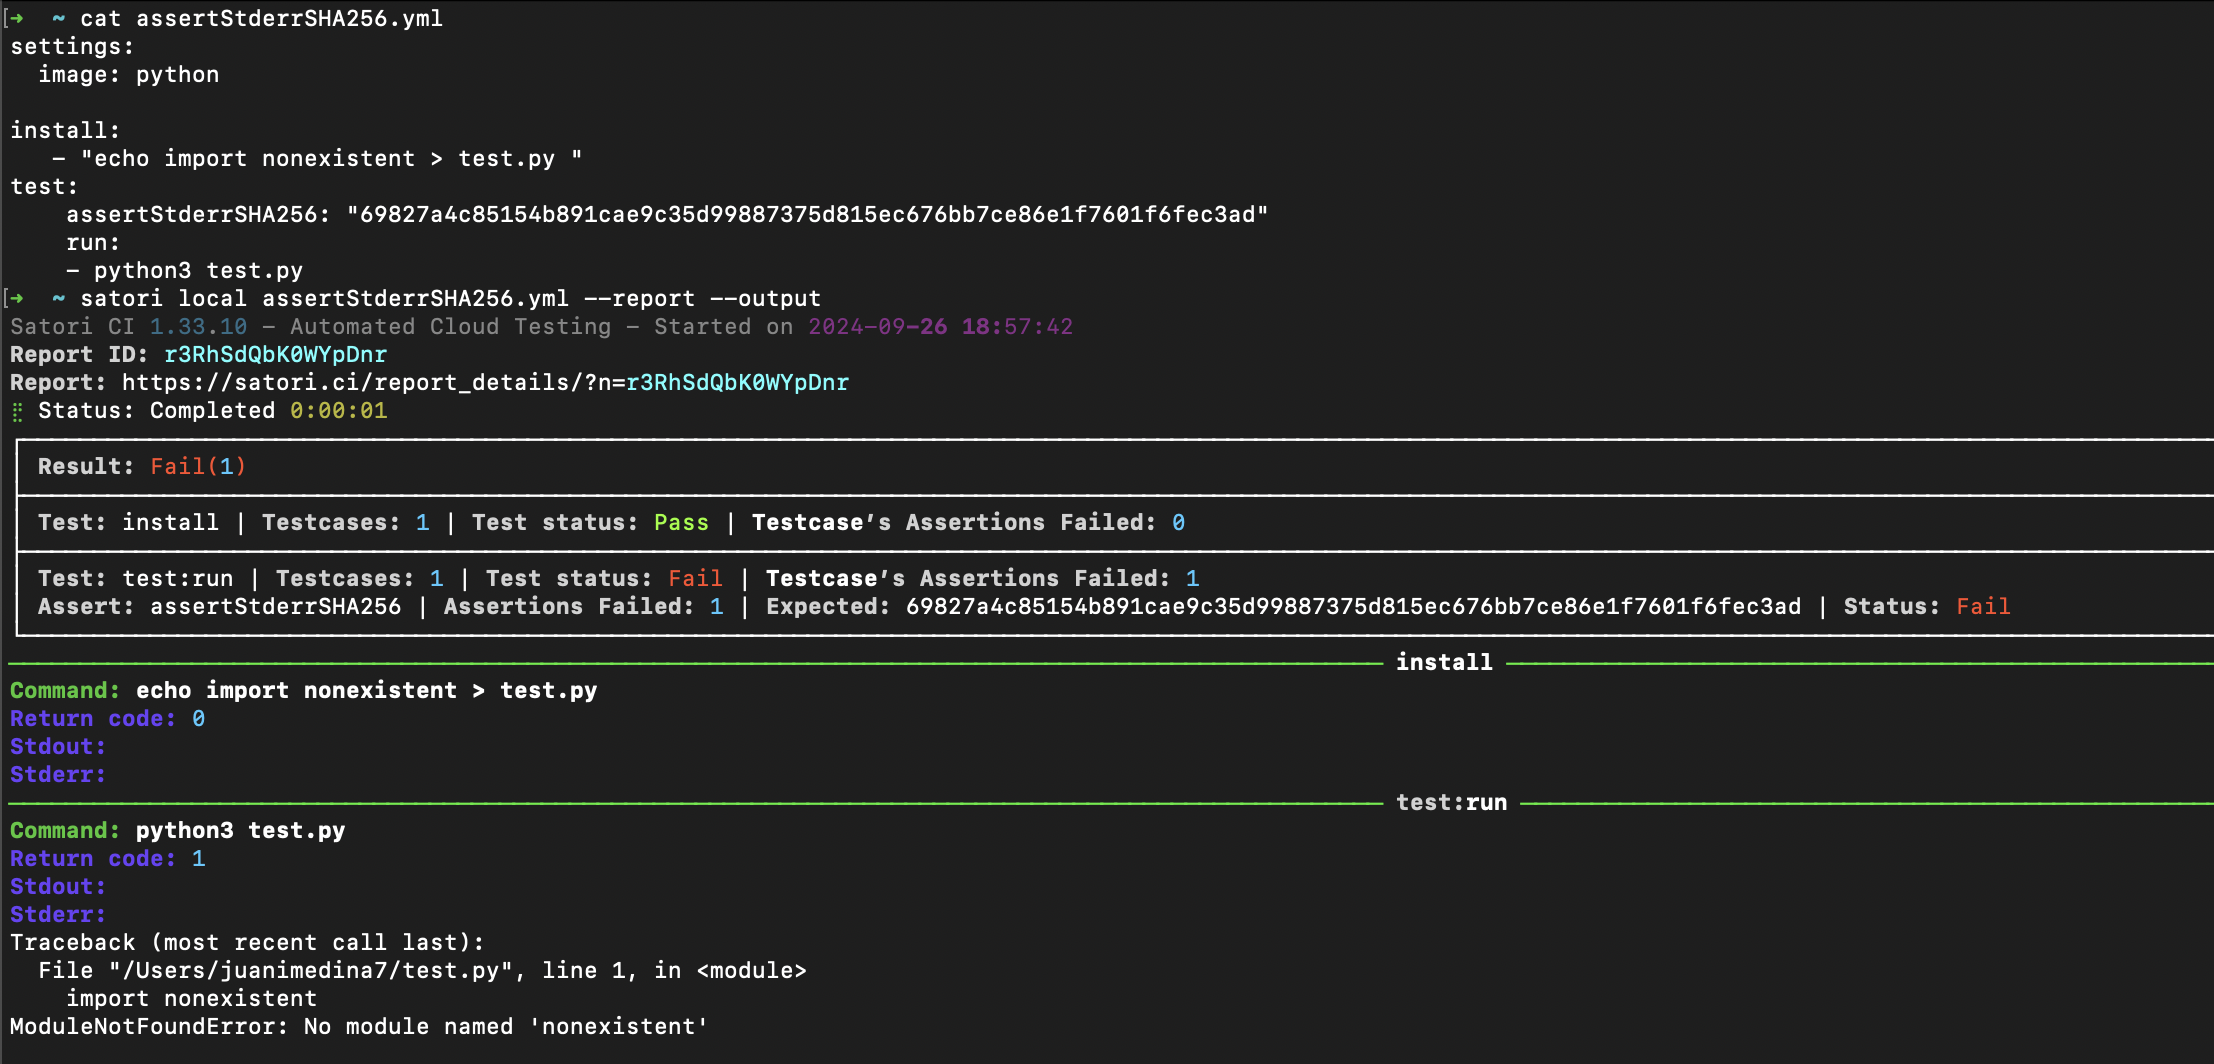 [➜  ~ cat assertStderrSHA256.yml
settings:
  image: python

install:
   – "echo import nonexistent > test.py "
test:
    assertStderrSHA256: "69827a4c85154b891cae9c35d99887375d815ec676bb7ce86e1f7601f6fec3ad"
    run:
    – python3 test.py
[➜  ~ satori local assertStderrSHA256.yml --report --output
Satori CI 1.33.10 – Automated Cloud Testing – Started on 2024-09-26 18:57:42
Report ID: r3RhSdQbK0WYpDnr
Report: https://satori.ci/report_details/?n=r3RhSdQbK0WYpDnr
⣟ Status: Completed 0:00:01
Result: Fail(1)
Test: install | Testcases: 1 | Test status: Pass | Testcase's Assertions Failed: 0
Test: test:run | Testcases: 1 | Test status: Fail | Testcase's Assertions Failed: 1
Assert: assertStderrSHA256 | Assertions Failed: 1 | Expected: 69827a4c85154b891cae9c35d99887375d815ec676bb7ce86e1f7601f6fec3ad | Status: Fail
install
Command: echo import nonexistent > test.py
Return code: 0
Stdout:
Stderr:
test:run
Command: python3 test.py
Return code: 1
Stdout:
Stderr:
Traceback (most recent call last):
  File "/Users/juanimedina7/test.py", line 1, in <module>
    import nonexistent
ModuleNotFoundError: No module named 'nonexistent'